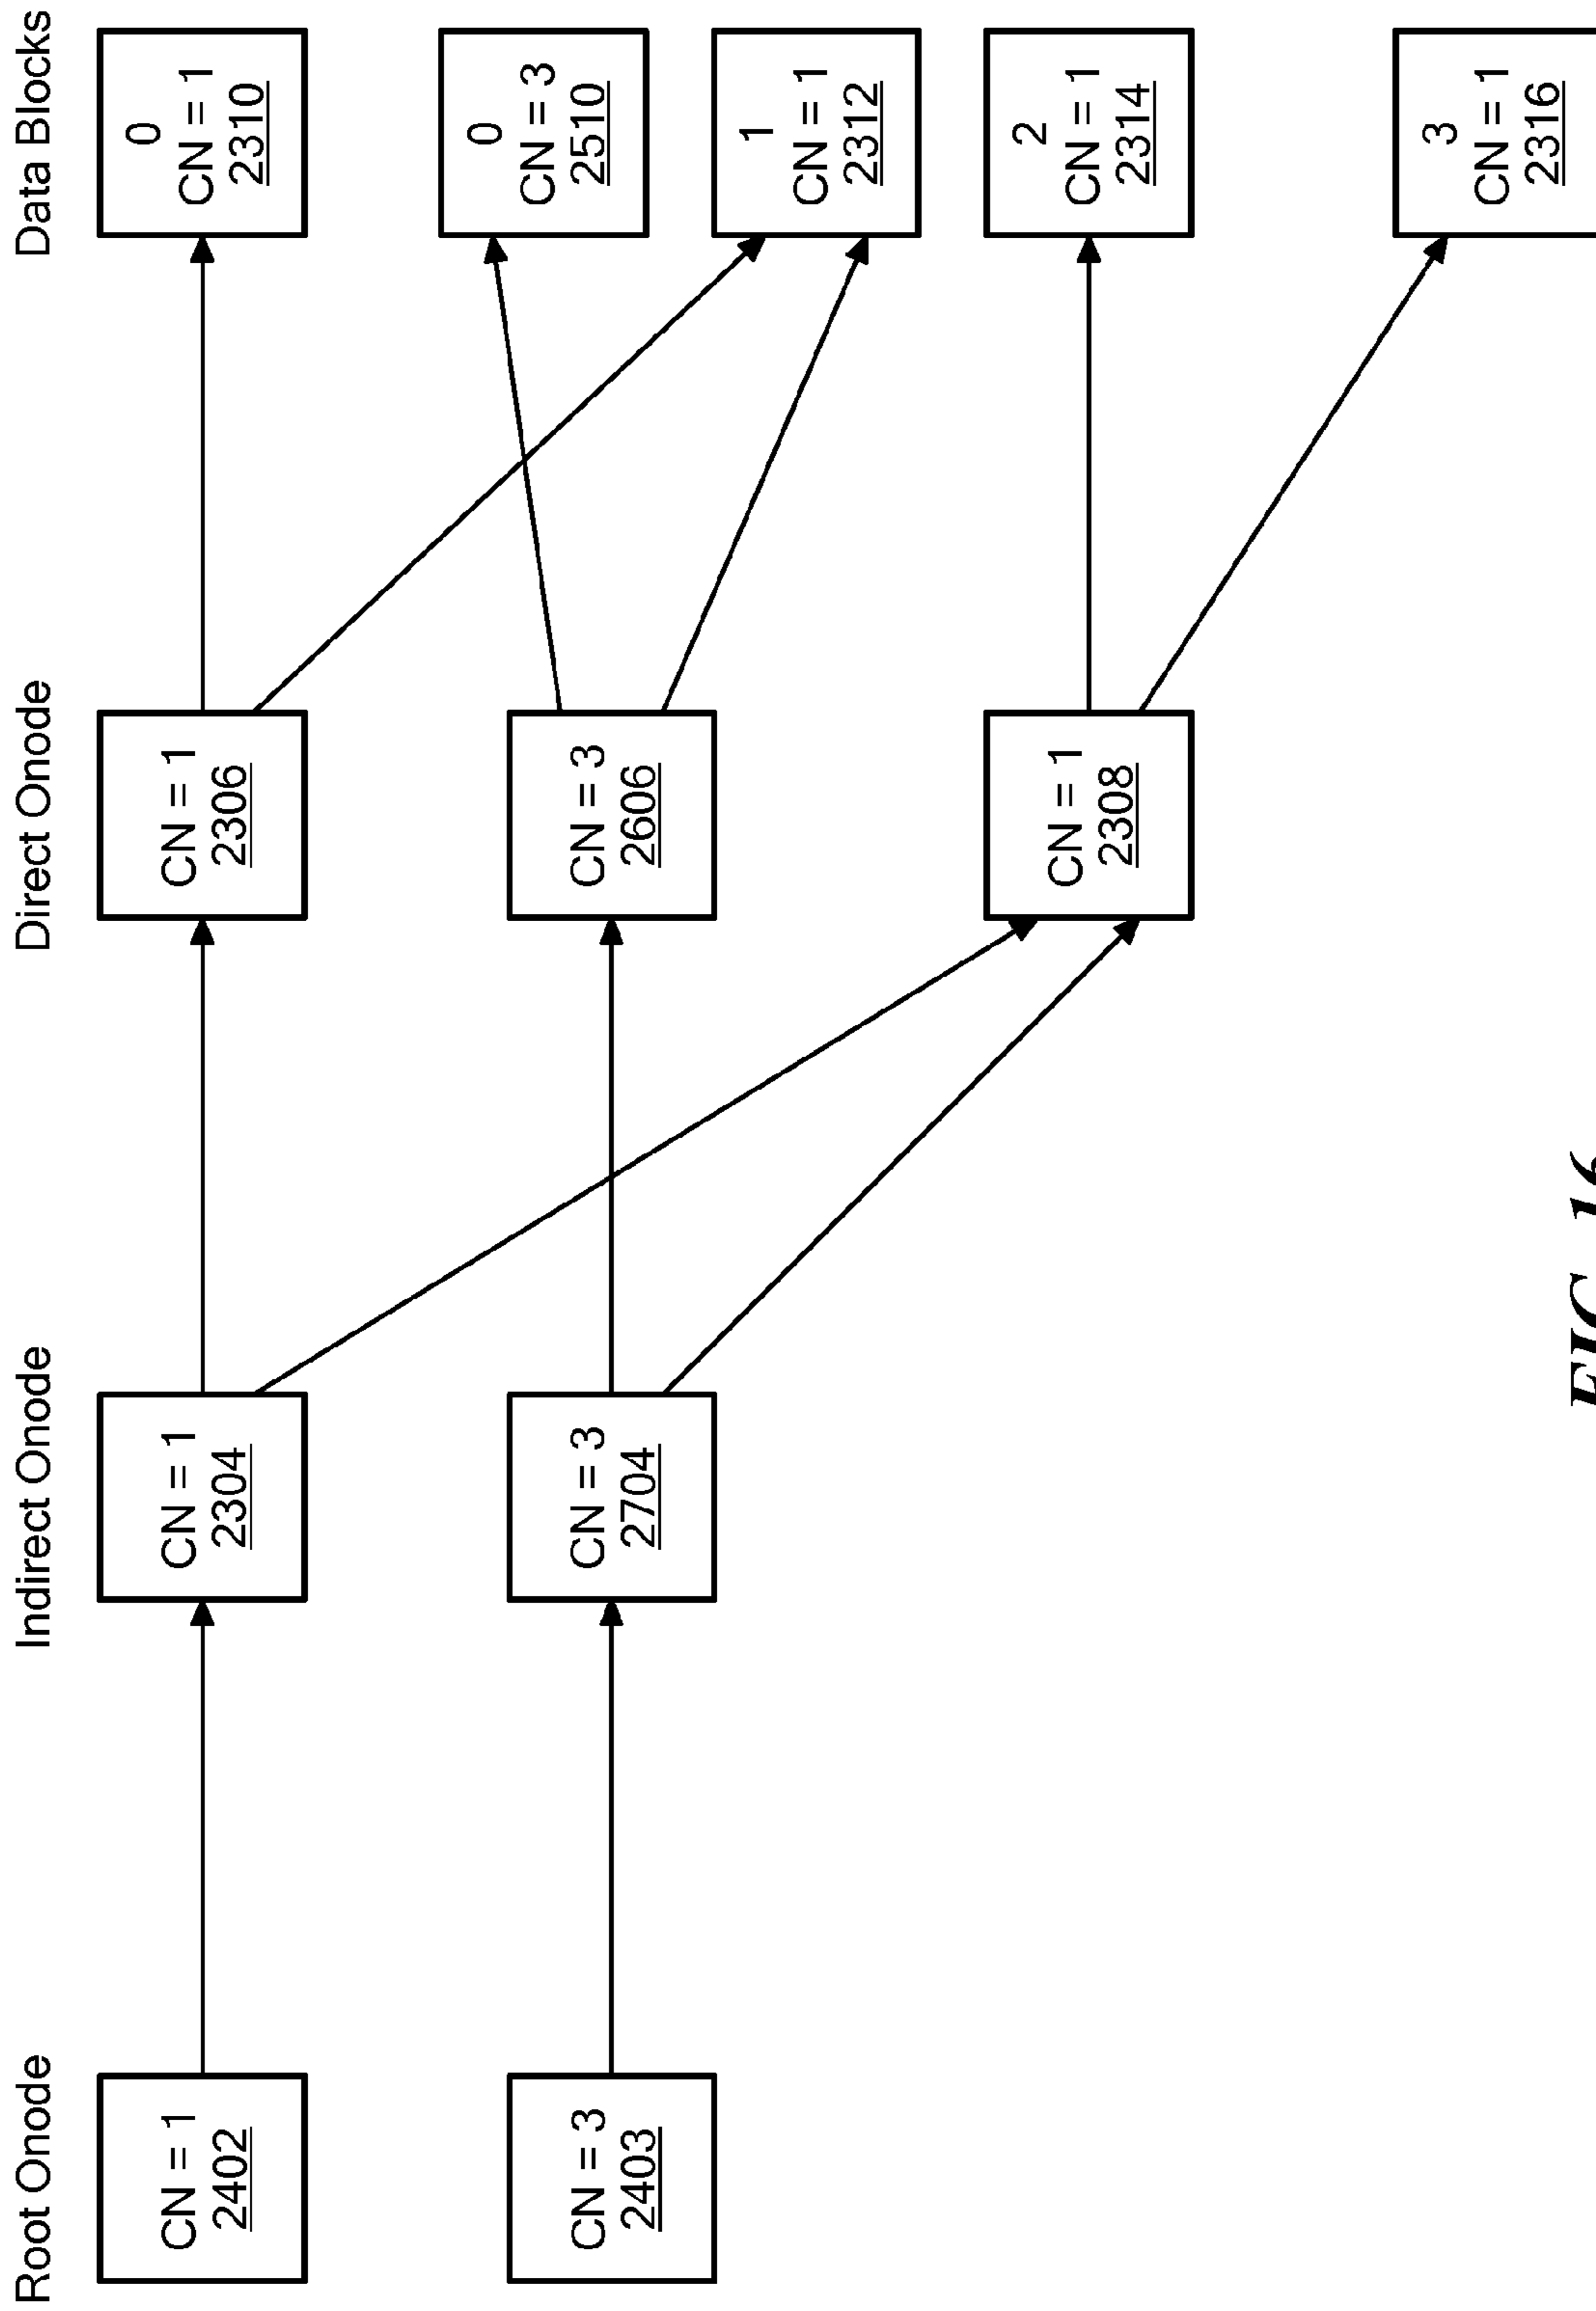 Root Onode
Indirect Onode
Direct Onode
Data Blocks
CN = 1
2402
CN = 1
2304
CN = 1
2306
0
CN = 1
2310
CN = 3
2403
CN = 3
2704
CN = 3
2606
0
CN = 3
2510
1
CN = 1
2312
CN = 1
2308
2
CN = 1
2314
3
CN = 1
2316
FIG. 16